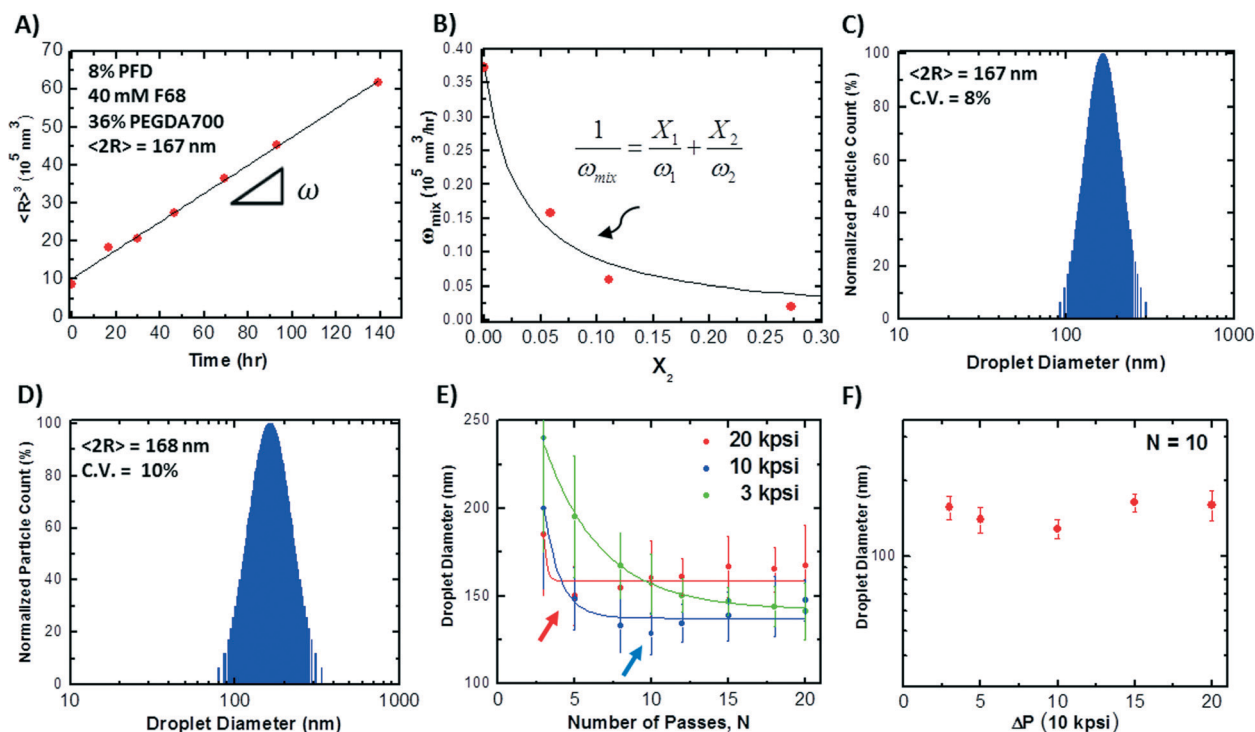 A)
<R>³ (10⁵ nm³)
70
60
50
40
30
20
10
0
8% PFD
40 mM F68
36% PEGDA700
<2R> = 167 nm
ω
0 20 40 60 80 100 120 140
Time (hr)
B)
ω_mix (10⁵ nm³/hr)
0.40
0.35
0.30
0.25
0.20
0.15
0.10
0.05
0.00
1/ω_mix = X₁/ω₁ + X₂/ω₂
0.00 0.05 0.10 0.15 0.20 0.25 0.30
X₂
C)
Normalized Particle Count (%)
100
80
60
40
20
0
<2R> = 167 nm
C.V. = 8%
10 100 1000
Droplet Diameter (nm)
D)
Normalized Particle Count (%)
100
80
60
40
20
0
<2R> = 168 nm
C.V. = 10%
10 100 1000
Droplet Diameter (nm)
E)
Droplet Diameter (nm)
250
200
150
100
20 kpsi
10 kpsi
3 kpsi
0 5 10 15 20
Number of Passes, N
F)
Droplet Diameter (nm)
100
N = 10
5 10 15 20
ΔP (10 kpsi)